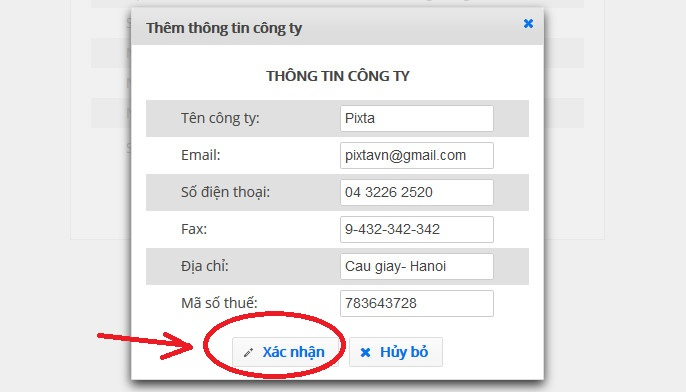 Thêm thông tin công ty
THÔNG TIN CÔNG TY
Tên công ty: Pixta
Email: pixtavn@gmail.com
Số điện thoại: 04 3226 2520
Fax: 9-432-342-342
Địa chỉ: Cau giay- Hanoi
Mã số thuế: 783643728
Xác nhận Hủy bỏ